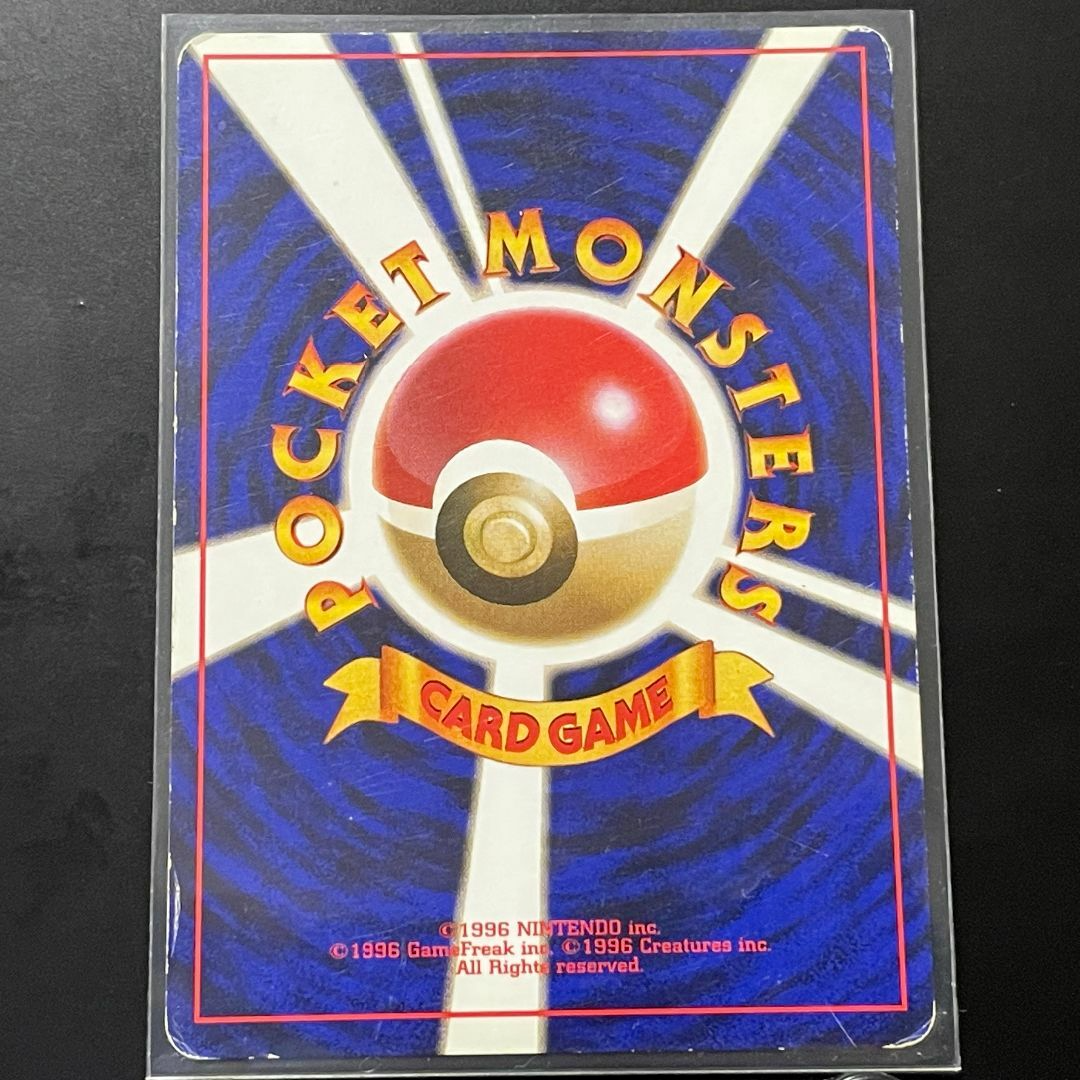 POCKET MONSTERS
CARD GAME
©1996 NINTENDO inc.
©1996 GameFreak inc. ©1996 Creatures inc.
All Rights reserved.